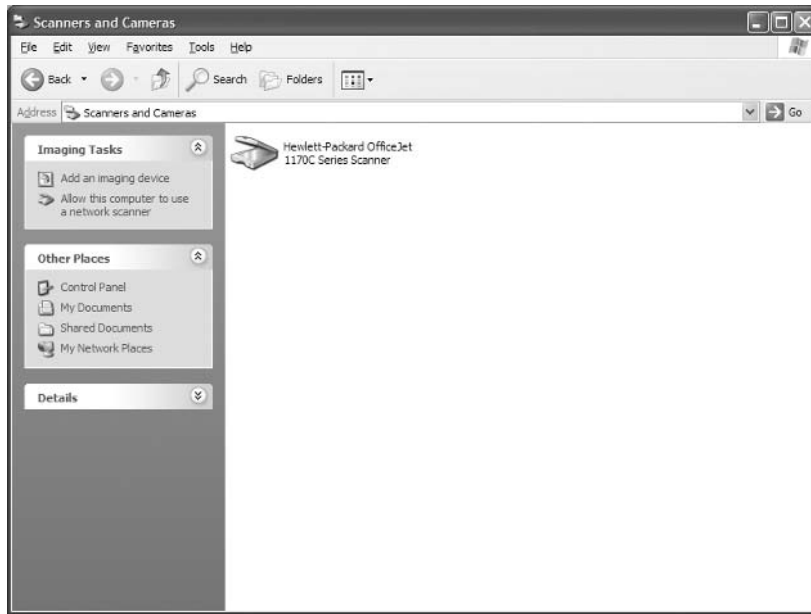 Scanners and Cameras
File Edit View Favorites Tools Help
Back Search Folders
Address Scanners and Cameras Go
Imaging Tasks
Add an imaging device
Allow this computer to use
a network scanner
Other Places
Control Panel
My Documents
Shared Documents
My Network Places
Details
Hewlett-Packard OfficeJet
1170C Series Scanner